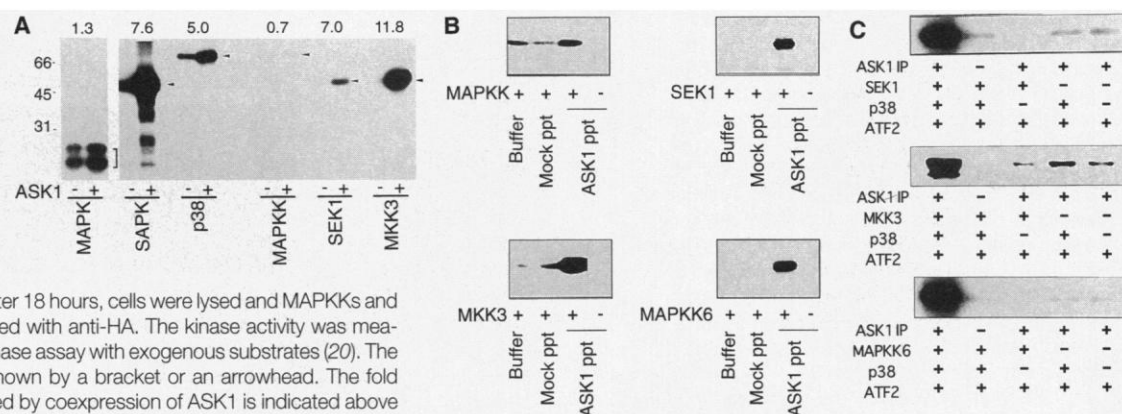 A
1.3 7.6 5.0 0.7 7.0 11.8
66-
45-
31-
ASK1 - + - + - + - + - + - +
MAPK SAPK p38 MAPKK SEK1 MKK3
ter 18 hours, cells were lysed and MAPKKs and
ed with anti-HA. The kinase activity was mea-
ase assay with exogenous substrates (20). The
nown by a bracket or an arrowhead. The fold
ed by coexpression of ASK1 is indicated above
B
MAPKK + + + -
Buffer Mock ppt ASK1 ppt
SEK1 + + + -
Buffer Mock ppt ASK1 ppt
MKK3 + + + -
Buffer Mock ppt ASK1 ppt
MAPKK6 + + + -
Buffer Mock ppt ASK1 ppt
C
ASK1 IP + - + + +
SEK1 + + + - -
p38 + + - + -
ATF2 + + + + +
ASK1 IP + - + + +
MKK3 + + + - -
p38 + + - + -
ATF2 + + + + +
ASK1 IP + - + + +
MAPKK6 + + + - -
p38 + + - + -
ATF2 + + + + +